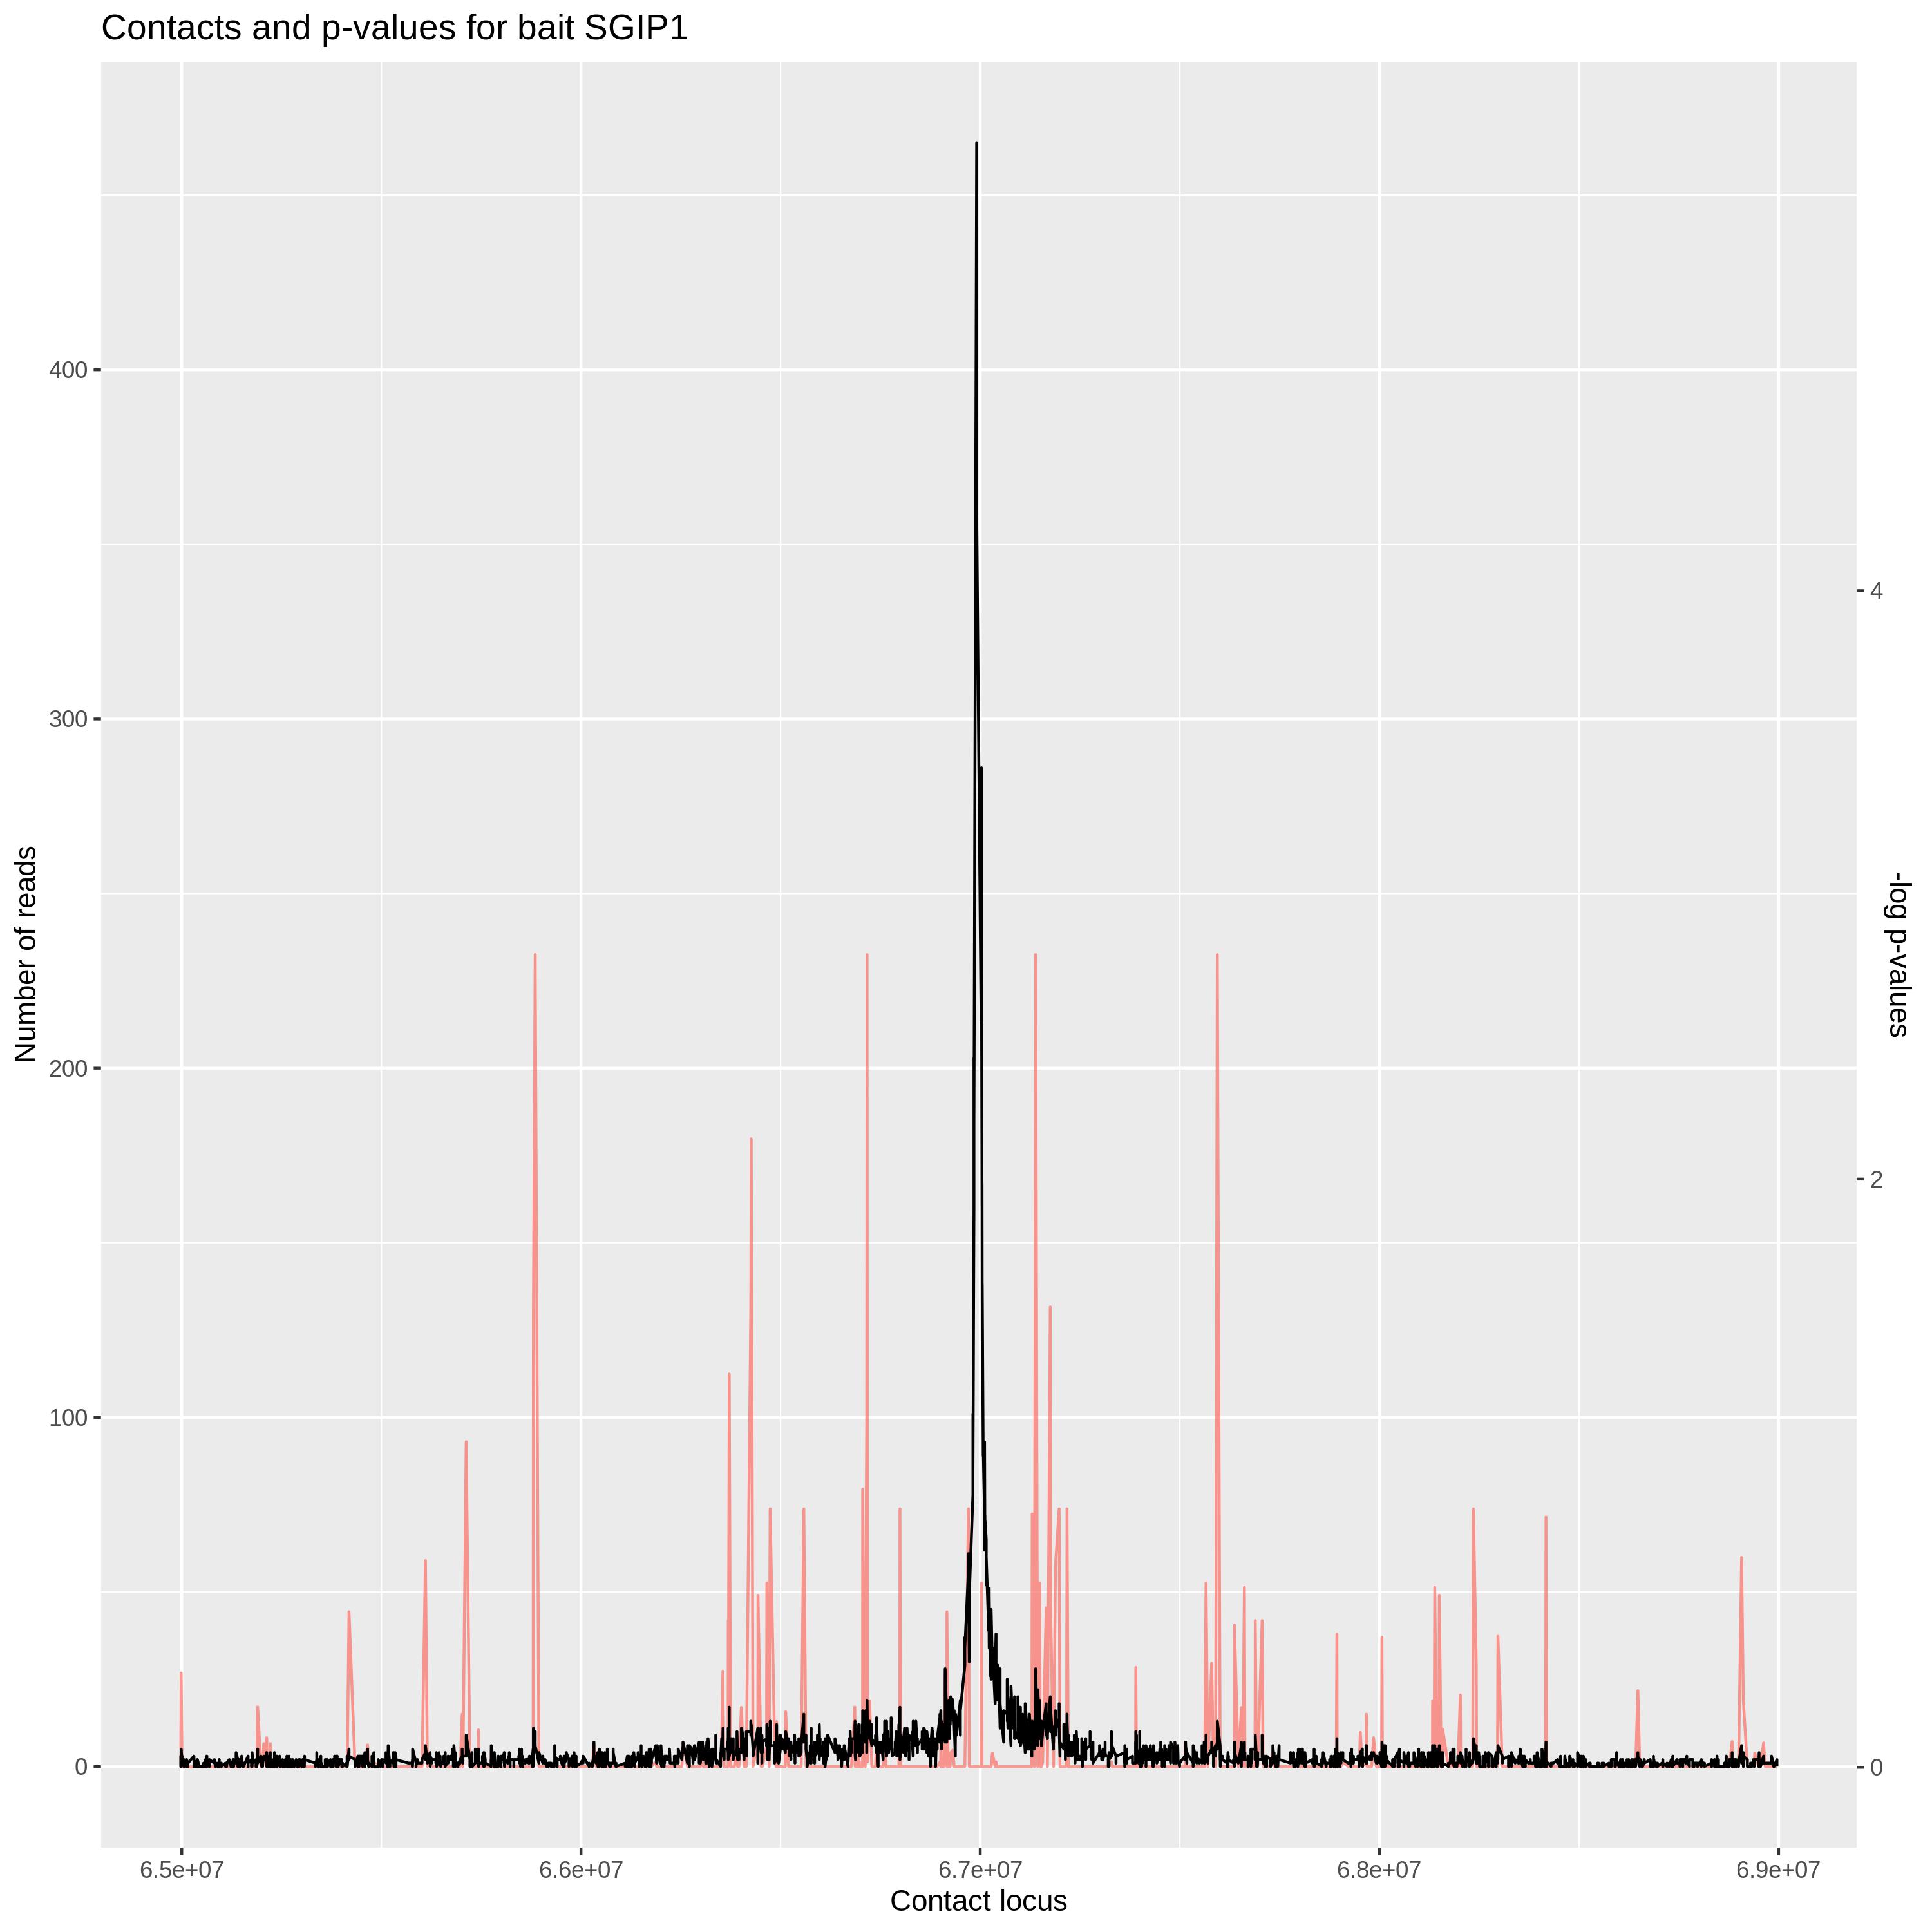 Contacts and p-values for bait SGIP1
Number of reads
400
300
200
100
0
4
2
0
-log p-values
6.5e+07 6.6e+07 6.7e+07 6.8e+07 6.9e+07
Contact locus